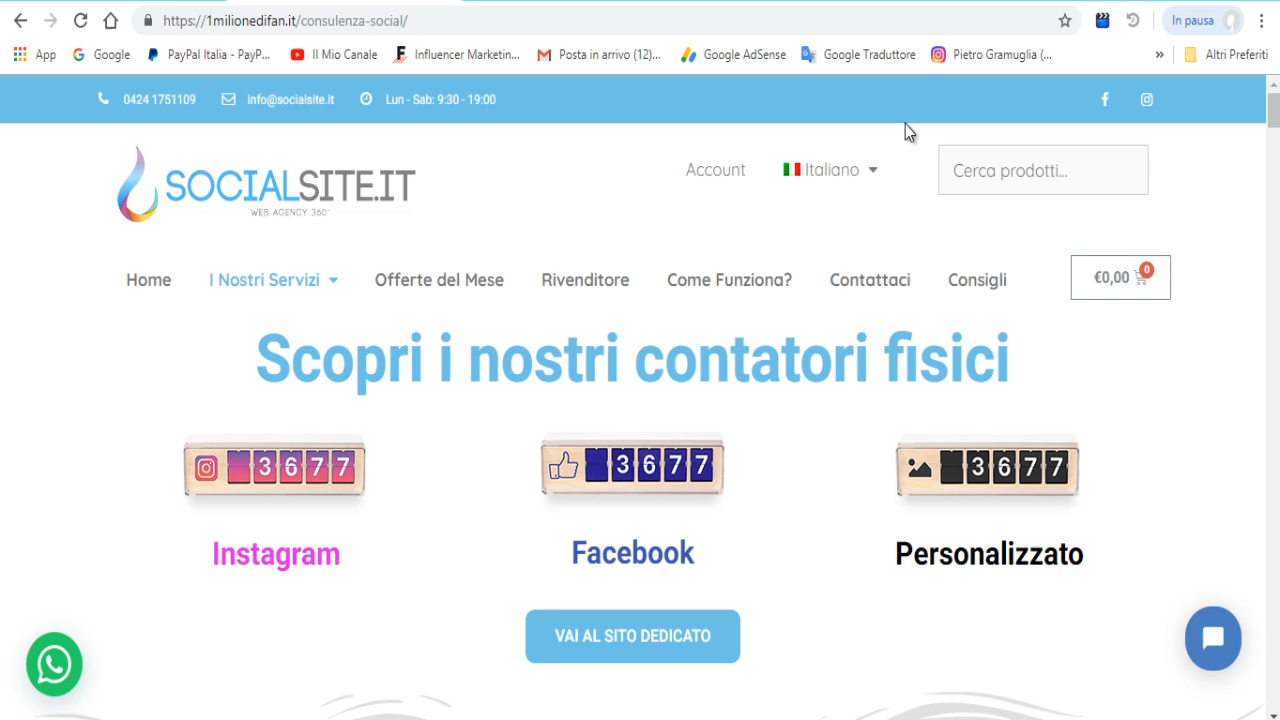 https://1milionedifan.it/consulenza-social/
In pausa
App Google PayPal Italia - PayP... Il Mio Canale Influencer Marketin... Posta in arrivo (12)... Google AdSense Google Traduttore Pietro Gramuglia (... » Altri Preferiti
0424 1751109 info@socialsite.it Lun - Sab: 9:30 - 19:00
SOCIALSITE.IT
WEB AGENCY 360°
Account Italiano Cerca prodotti...
Home I Nostri Servizi Offerte del Mese Rivenditore Come Funziona? Contattaci Consigli €0,00 0
Scopri i nostri contatori fisici
3677 3677 3677
Instagram Facebook Personalizzato
VAI AL SITO DEDICATO